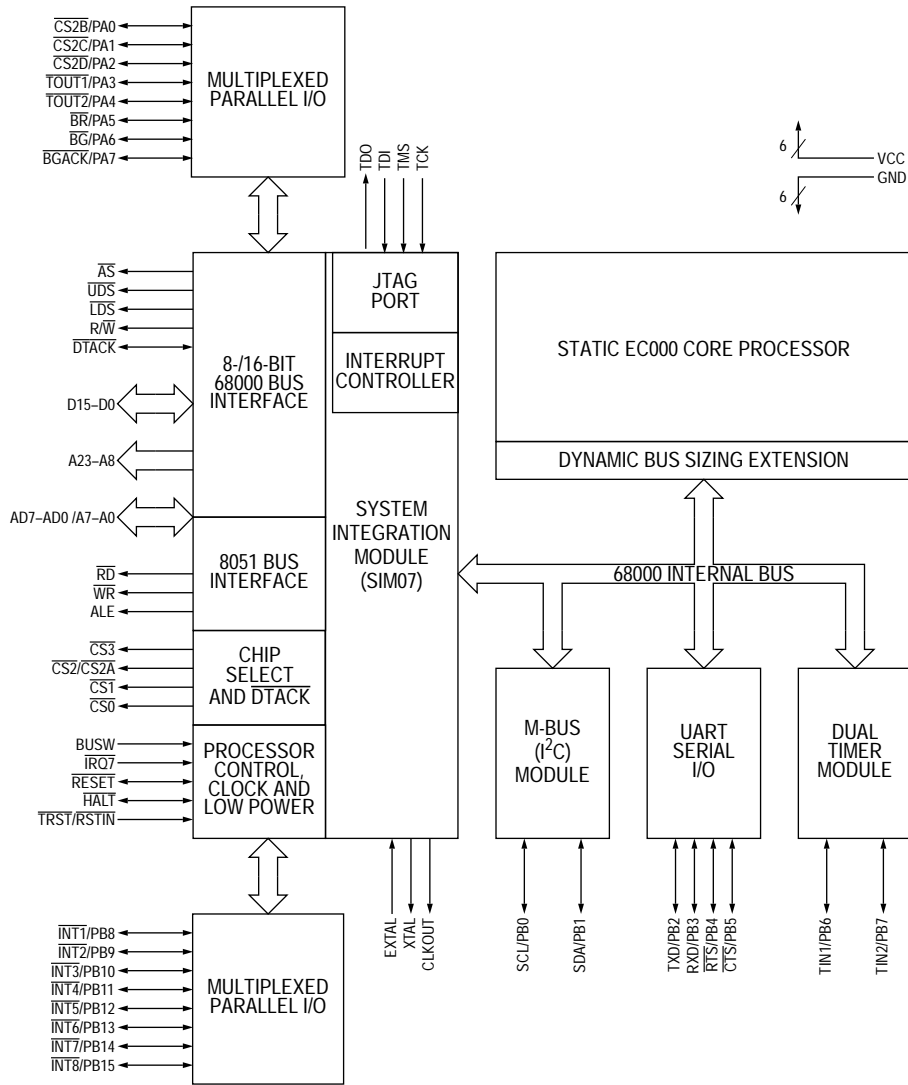 CS2B/PA0
CS2C/PA1
CS2D/PA2
TOUT1/PA3
TOUT2/PA4
BR/PA5
BG/PA6
BGACK/PA7
MULTIPLEXED
PARALLEL I/O
TDO
TDI
TMS
TCK
6
VCC
GND
6
AS
UDS
LDS
R/W
DTACK
D15–D0
A23–A8
AD7–AD0 /A7–A0
8-/16-BIT
68000 BUS
INTERFACE
JTAG
PORT
INTERRUPT
CONTROLLER
STATIC EC000 CORE PROCESSOR
DYNAMIC BUS SIZING EXTENSION
SYSTEM
INTEGRATION
MODULE
(SIM07)
68000 INTERNAL BUS
RD
WR
ALE
8051 BUS
INTERFACE
CS3
CS2/CS2A
CS1
CS0
CHIP
SELECT
AND DTACK
BUSW
IRQ7
RESET
HALT
TRST/RSTIN
PROCESSOR
CONTROL,
CLOCK AND
LOW POWER
M-BUS
(I²C)
MODULE
UART
SERIAL
I/O
DUAL
TIMER
MODULE
EXTAL
XTAL
CLKOUT
SCL/PB0
SDA/PB1
TXD/PB2
RXD/PB3
RTS/PB4
CTS/PB5
TIN1/PB6
TIN2/PB7
INT1/PB8
INT2/PB9
INT3/PB10
INT4/PB11
INT5/PB12
INT6/PB13
INT7/PB14
INT8/PB15
MULTIPLEXED
PARALLEL I/O